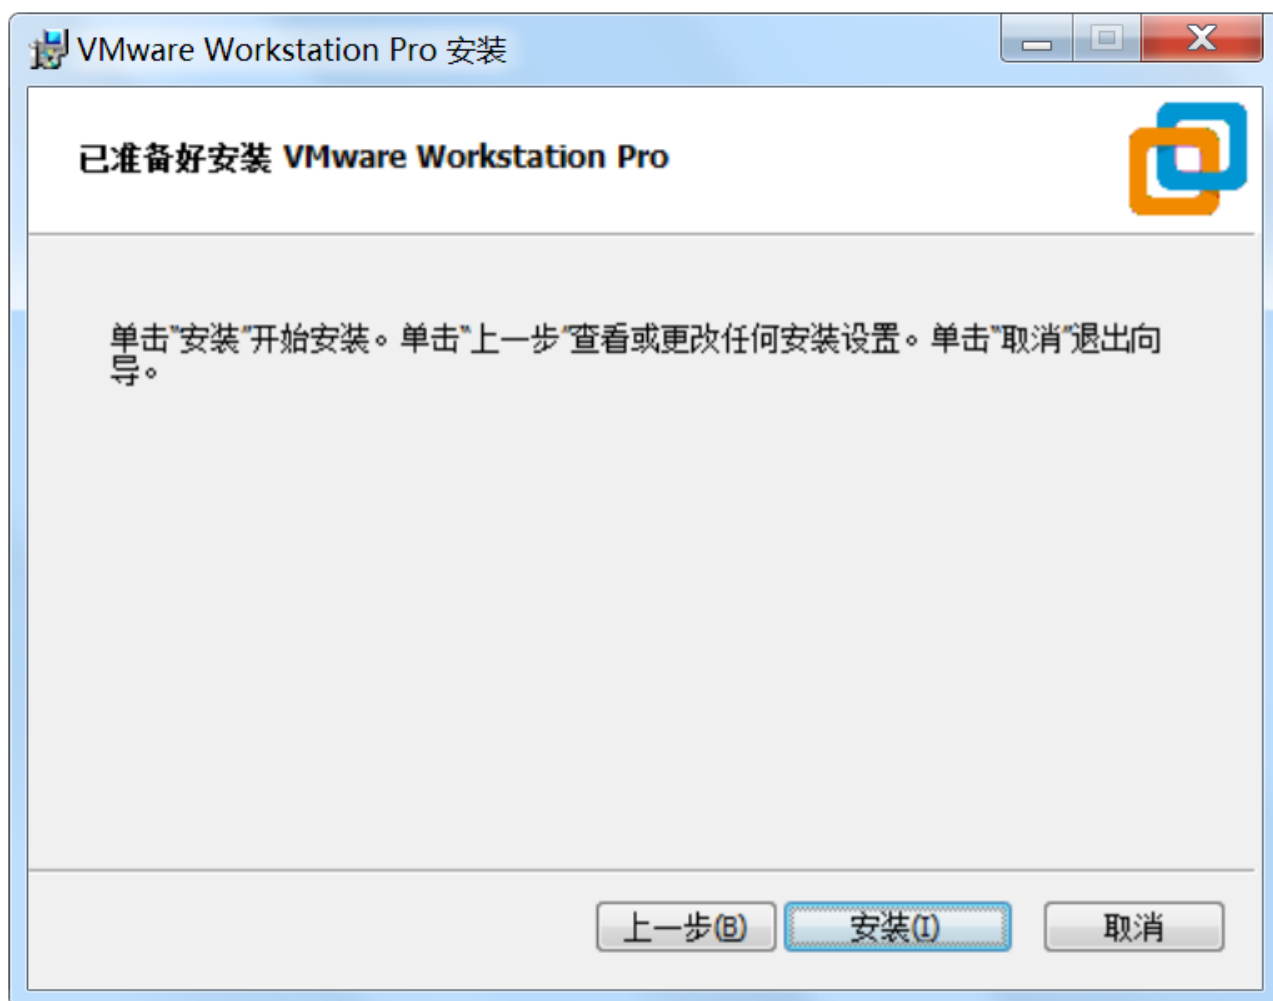 VMware Workstation Pro 安装
已准备好安装 VMware Workstation Pro
单击"安装"开始安装。单击"上一步"查看或更改任何安装设置。单击"取消"退出向
导。
上一步(B) 安装(I) 取消